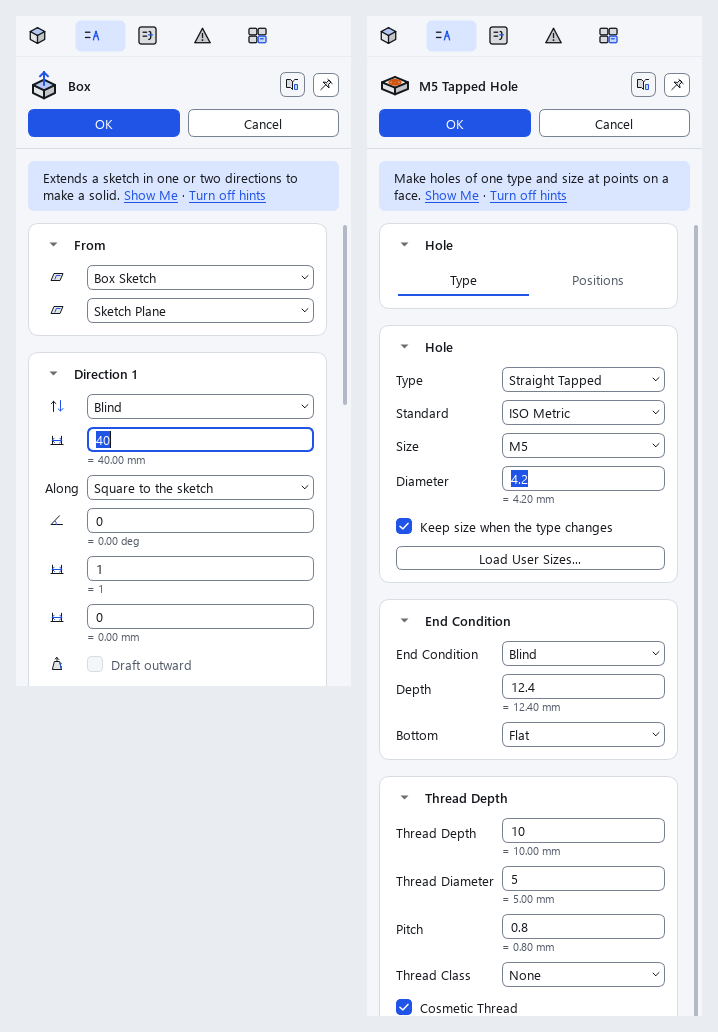 Box
OK
Cancel
Extends a sketch in one or two directions to
make a solid. Show Me · Turn off hints
From
Box Sketch
Sketch Plane
Direction 1
Blind
40
= 40.00 mm
Along Square to the sketch
0
= 0.00 deg
1
= 1
0
= 0.00 mm
Draft outward
M5 Tapped Hole
OK
Cancel
Make holes of one type and size at points on a
face. Show Me · Turn off hints
Hole
Type Positions
Hole
Type Straight Tapped
Standard ISO Metric
Size M5
Diameter 4.2
= 4.20 mm
Keep size when the type changes
Load User Sizes...
End Condition
End Condition Blind
Depth 12.4
= 12.40 mm
Bottom Flat
Thread Depth
Thread Depth 10
= 10.00 mm
Thread Diameter 5
= 5.00 mm
Pitch 0.8
= 0.80 mm
Thread Class None
Cosmetic Thread